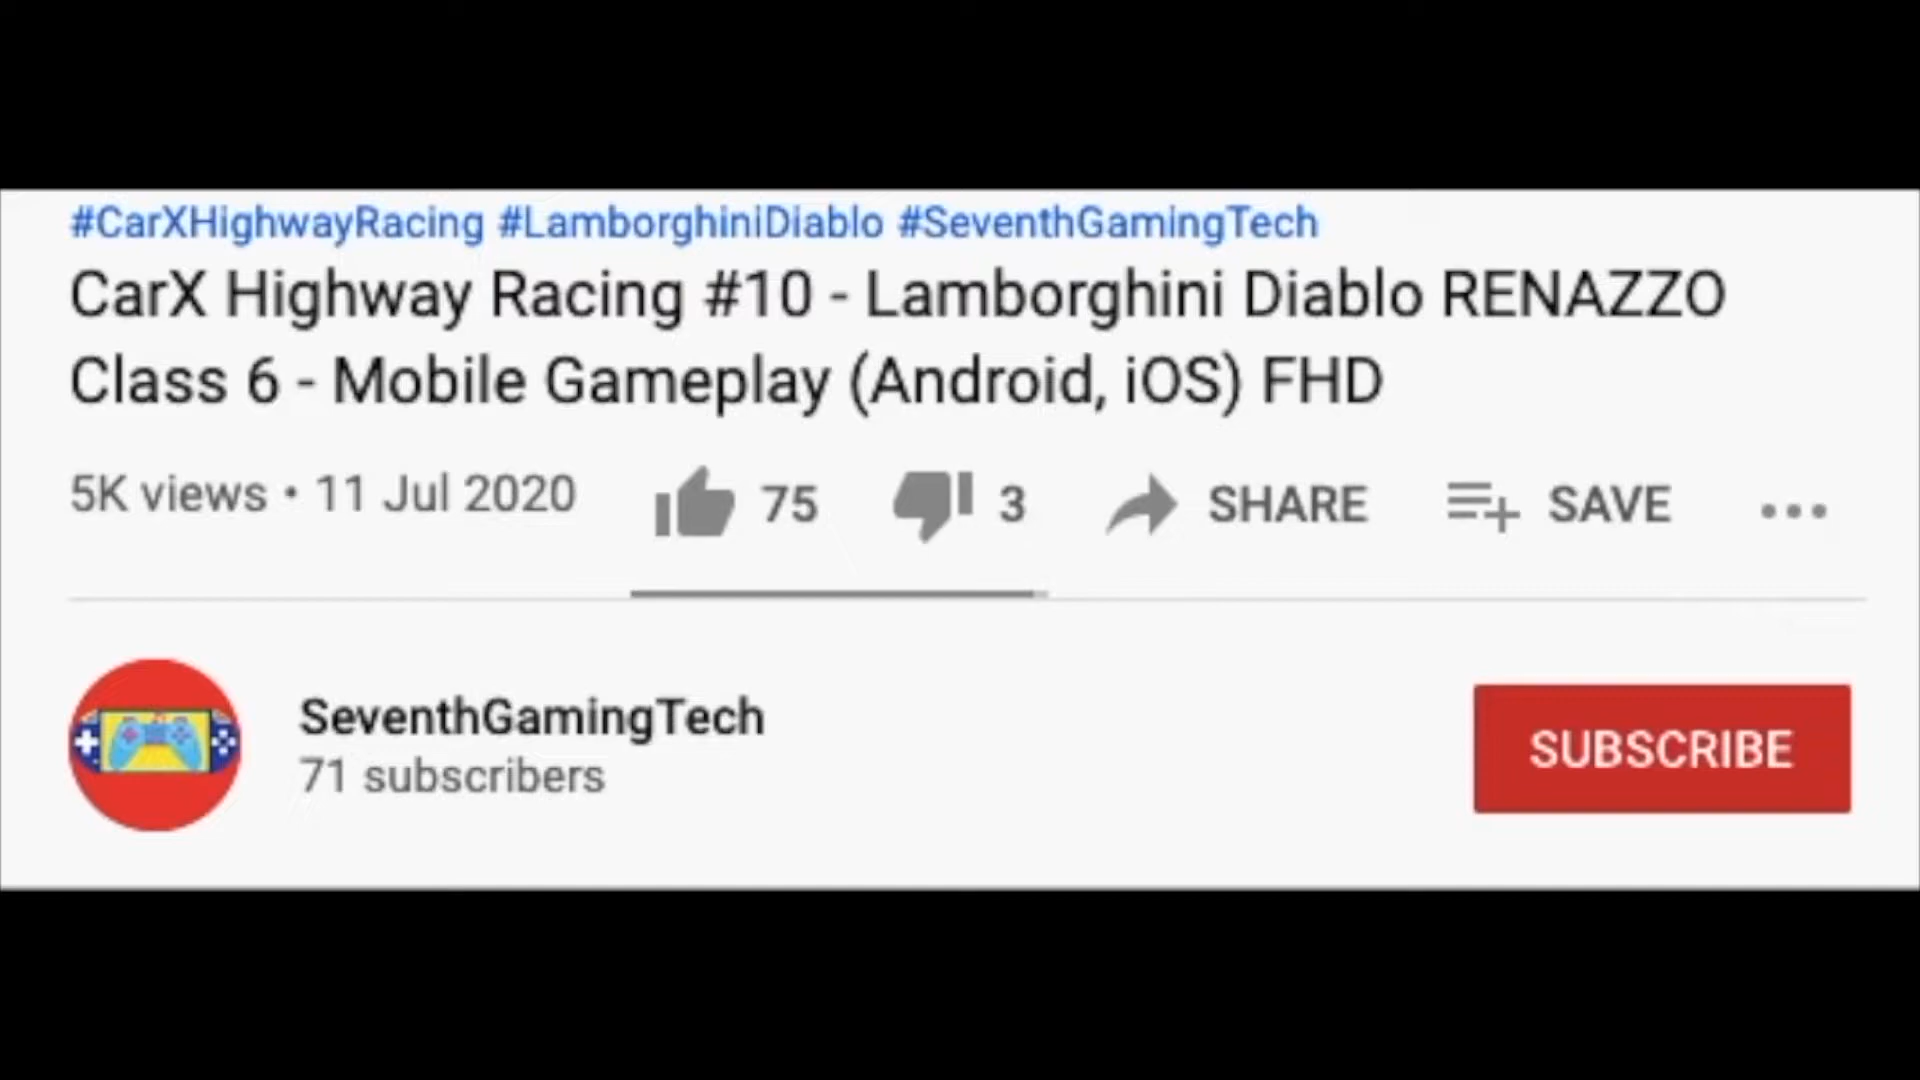 #CarXHighwayRacing #LamborghiniDiablo #SeventhGamingTech
CarX Highway Racing #10 - Lamborghini Diablo RENAZZO
Class 6 - Mobile Gameplay (Android, iOS) FHD
5K views • 11 Jul 2020 75 3 SHARE SAVE
SeventhGamingTech
71 subscribers
SUBSCRIBE